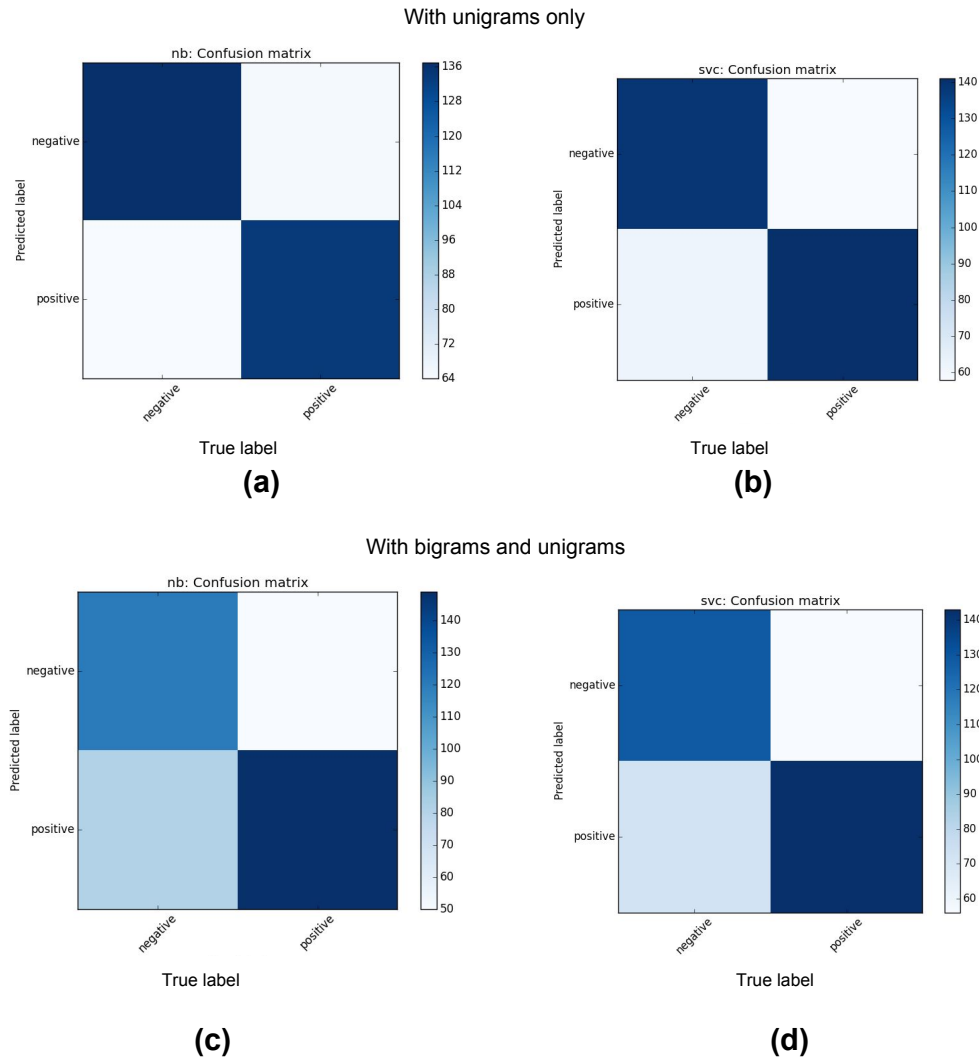 With unigrams only
nb: Confusion matrix
136
128
120
112
104
96
88
80
72
64
negative
positive
Predicted label
negative
positive
True label
(a)
svc: Confusion matrix
140
130
120
110
100
90
80
70
60
negative
positive
Predicted label
negative
positive
True label
(b)
With bigrams and unigrams
nb: Confusion matrix
140
130
120
110
100
90
80
70
60
50
negative
positive
Predicted label
negative
positive
True label
(c)
svc: Confusion matrix
140
130
120
110
100
90
80
70
60
negative
positive
Predicted label
negative
positive
True label
(d)